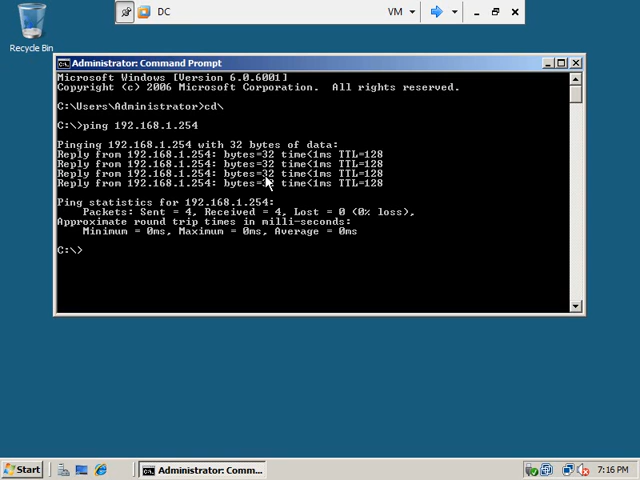 DC
VM
Recycle Bin
Administrator: Command Prompt
Microsoft Windows [Version 6.0.6001]
Copyright (c) 2006 Microsoft Corporation. All rights reserved.
C:\Users\Administrator>cd\
C:\>ping 192.168.1.254
Pinging 192.168.1.254 with 32 bytes of data:
Reply from 192.168.1.254: bytes=32 time<1ms TTL=128
Reply from 192.168.1.254: bytes=32 time<1ms TTL=128
Reply from 192.168.1.254: bytes=32 time<1ms TTL=128
Reply from 192.168.1.254: bytes=32 time<1ms TTL=128
Ping statistics for 192.168.1.254:
Packets: Sent = 4, Received = 4, Lost = 0 (0% loss),
Approximate round trip times in milli-seconds:
Minimum = 0ms, Maximum = 0ms, Average = 0ms
C:\>
Start
Administrator: Comm...
7:16 PM